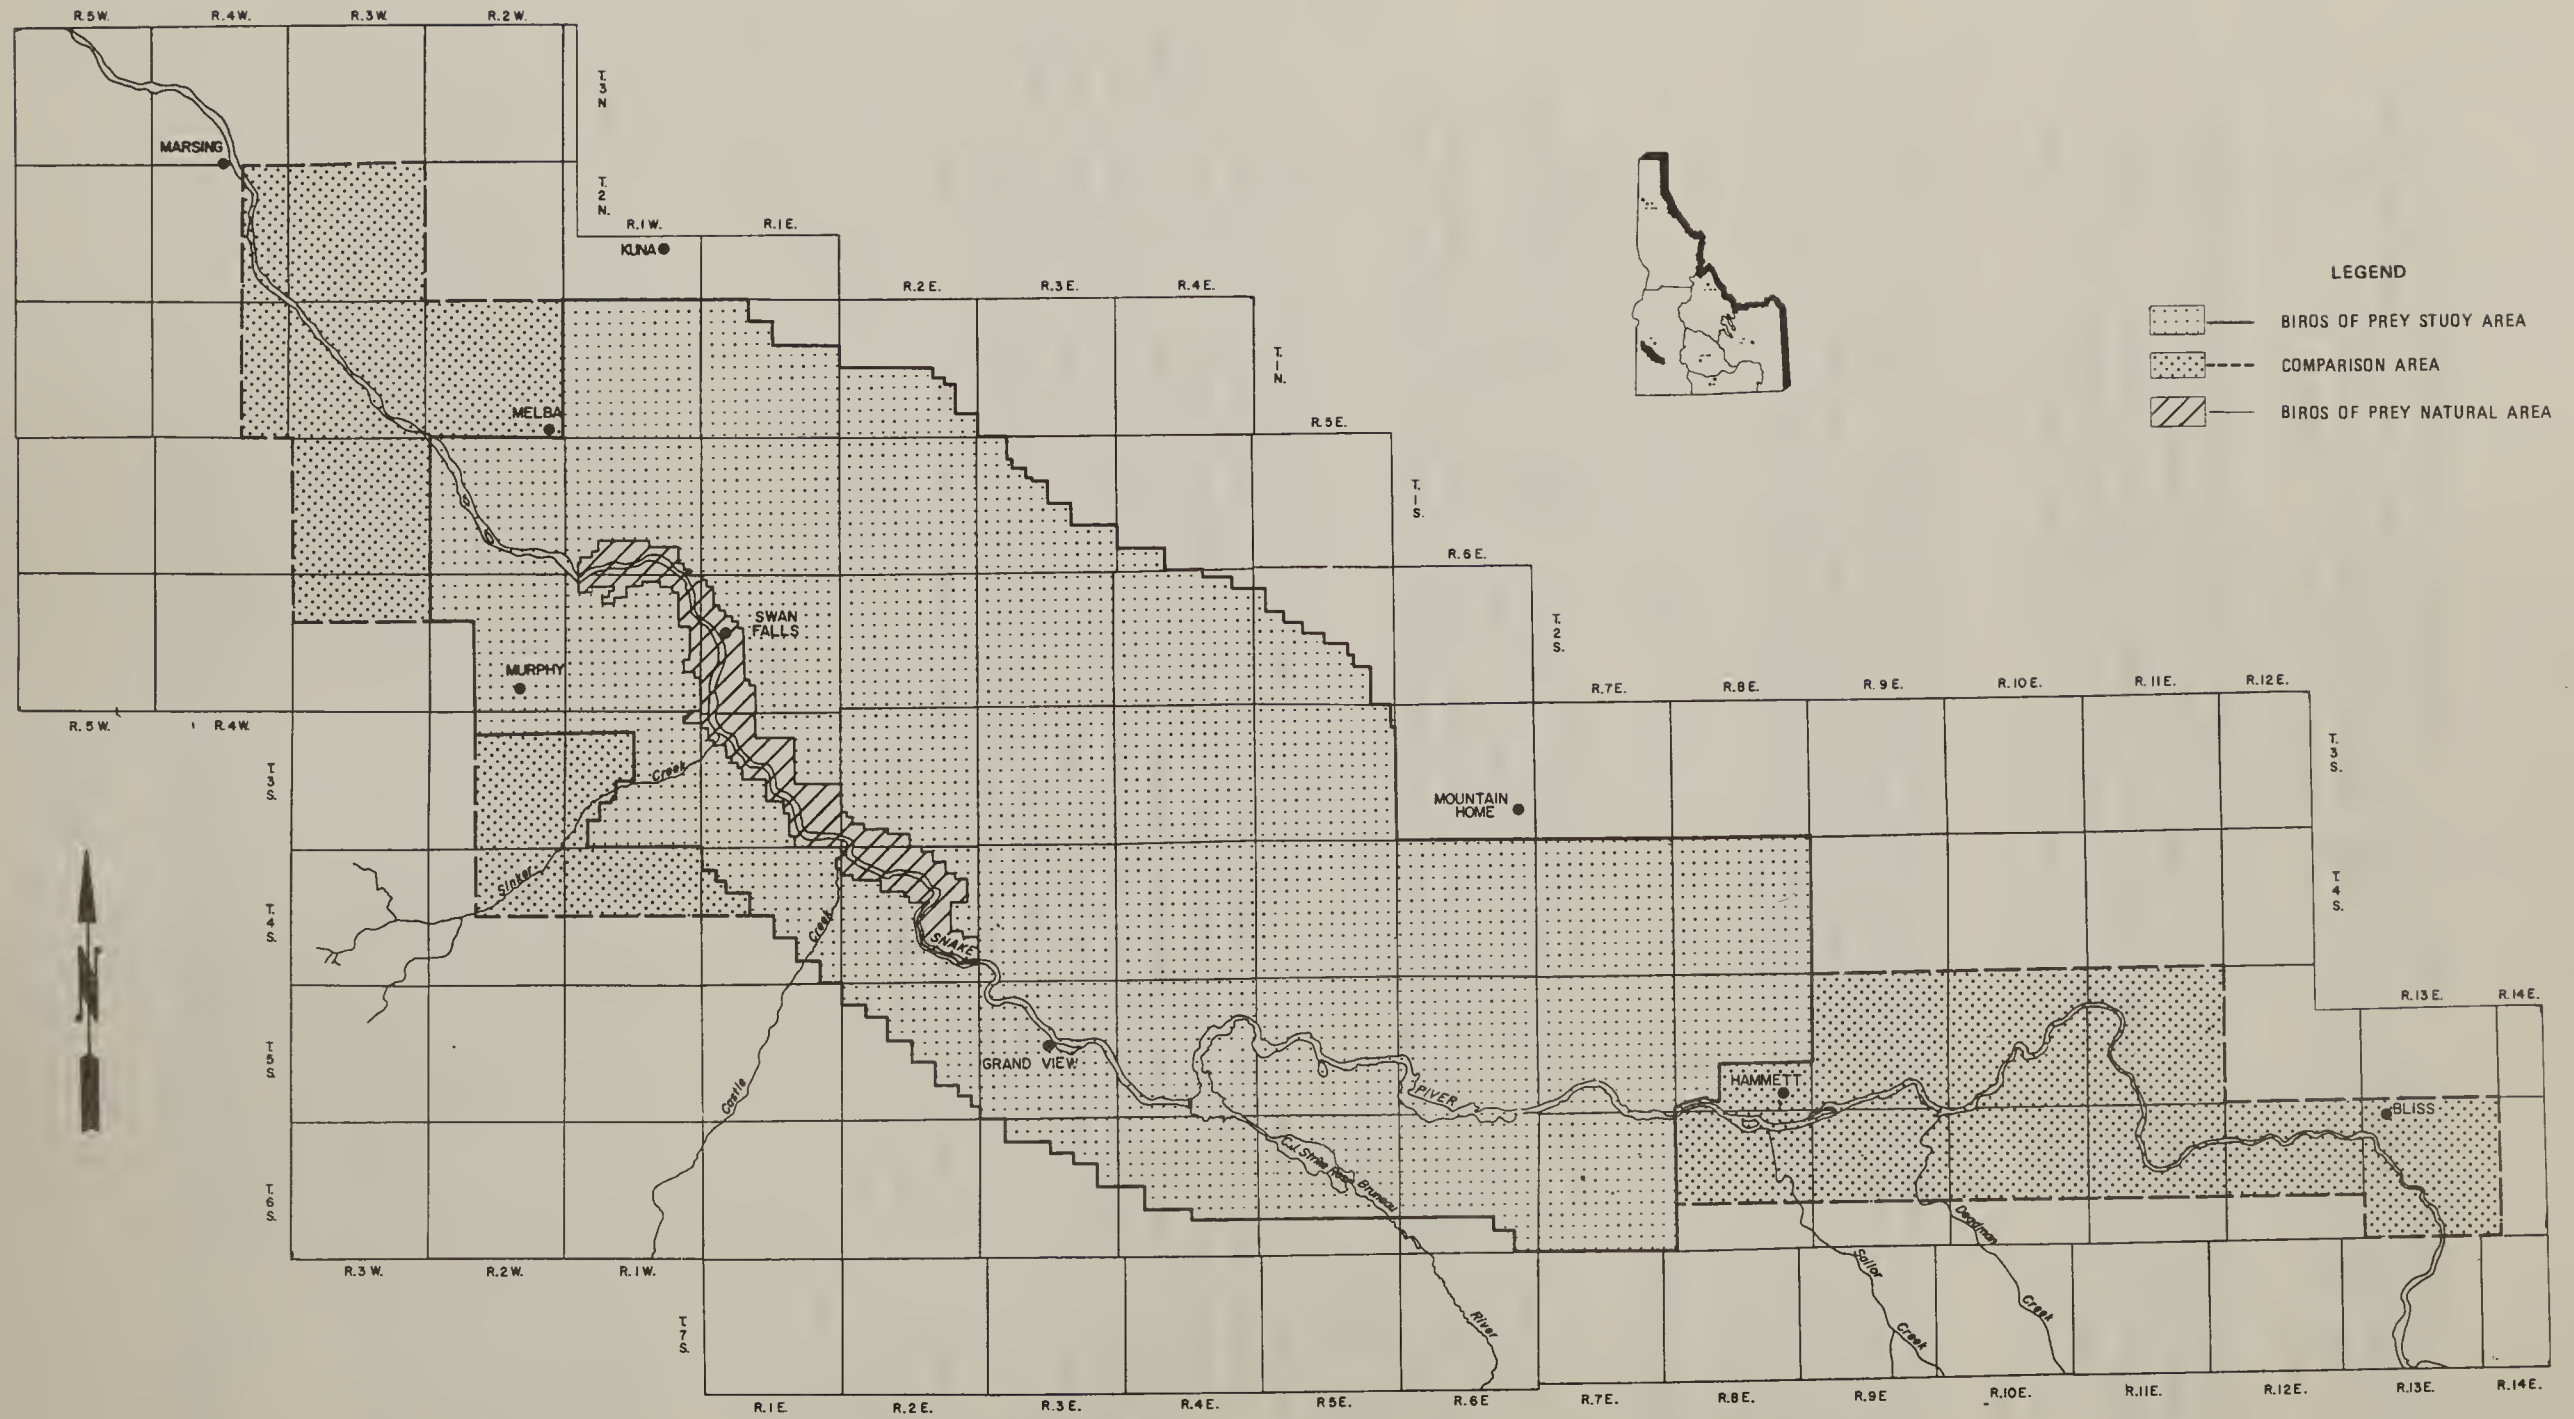 R.5W. R.4W. R.3W. R.2W.
T.
3
N
MARSING
T.
2
N.
R.1W. R.1E.
KUNA
R.2E. R.3E. R.4E.
T.
1
N.
LEGEND
BIRDS OF PREY STUDY AREA
COMPARISON AREA
BIRDS OF PREY NATURAL AREA
MELBA
R.5E.
T.
1
S.
R.6E.
SWAN
FALLS
T.
2
S.
MURPHY
R.7E. R.8E. R.9E. R.10E. R.11E. R.12E.
R.5W. R.4W.
T.
3
S.
Creek
T.
3
S.
MOUNTAIN
HOME
Sinker
T.
4
S.
T.
4
S.
Creek
SNAKE
N
R.13E. R.14E.
T.
5
S.
GRAND VIEW
HAMMETT
Castle
RIVER
BLISS
C.J. Strike Res. Bruneau
T.
6
S.
Deadman
Sailor
R.3W. R.2W. R.1W.
Creek
River
Creek
T.
7
S.
R.1E. R.2E. R.3E. R.4E. R5E. R.6E R.7E. R.8E. R.9E R.10E. R.11E. R.12E. R.13E. R.14E.